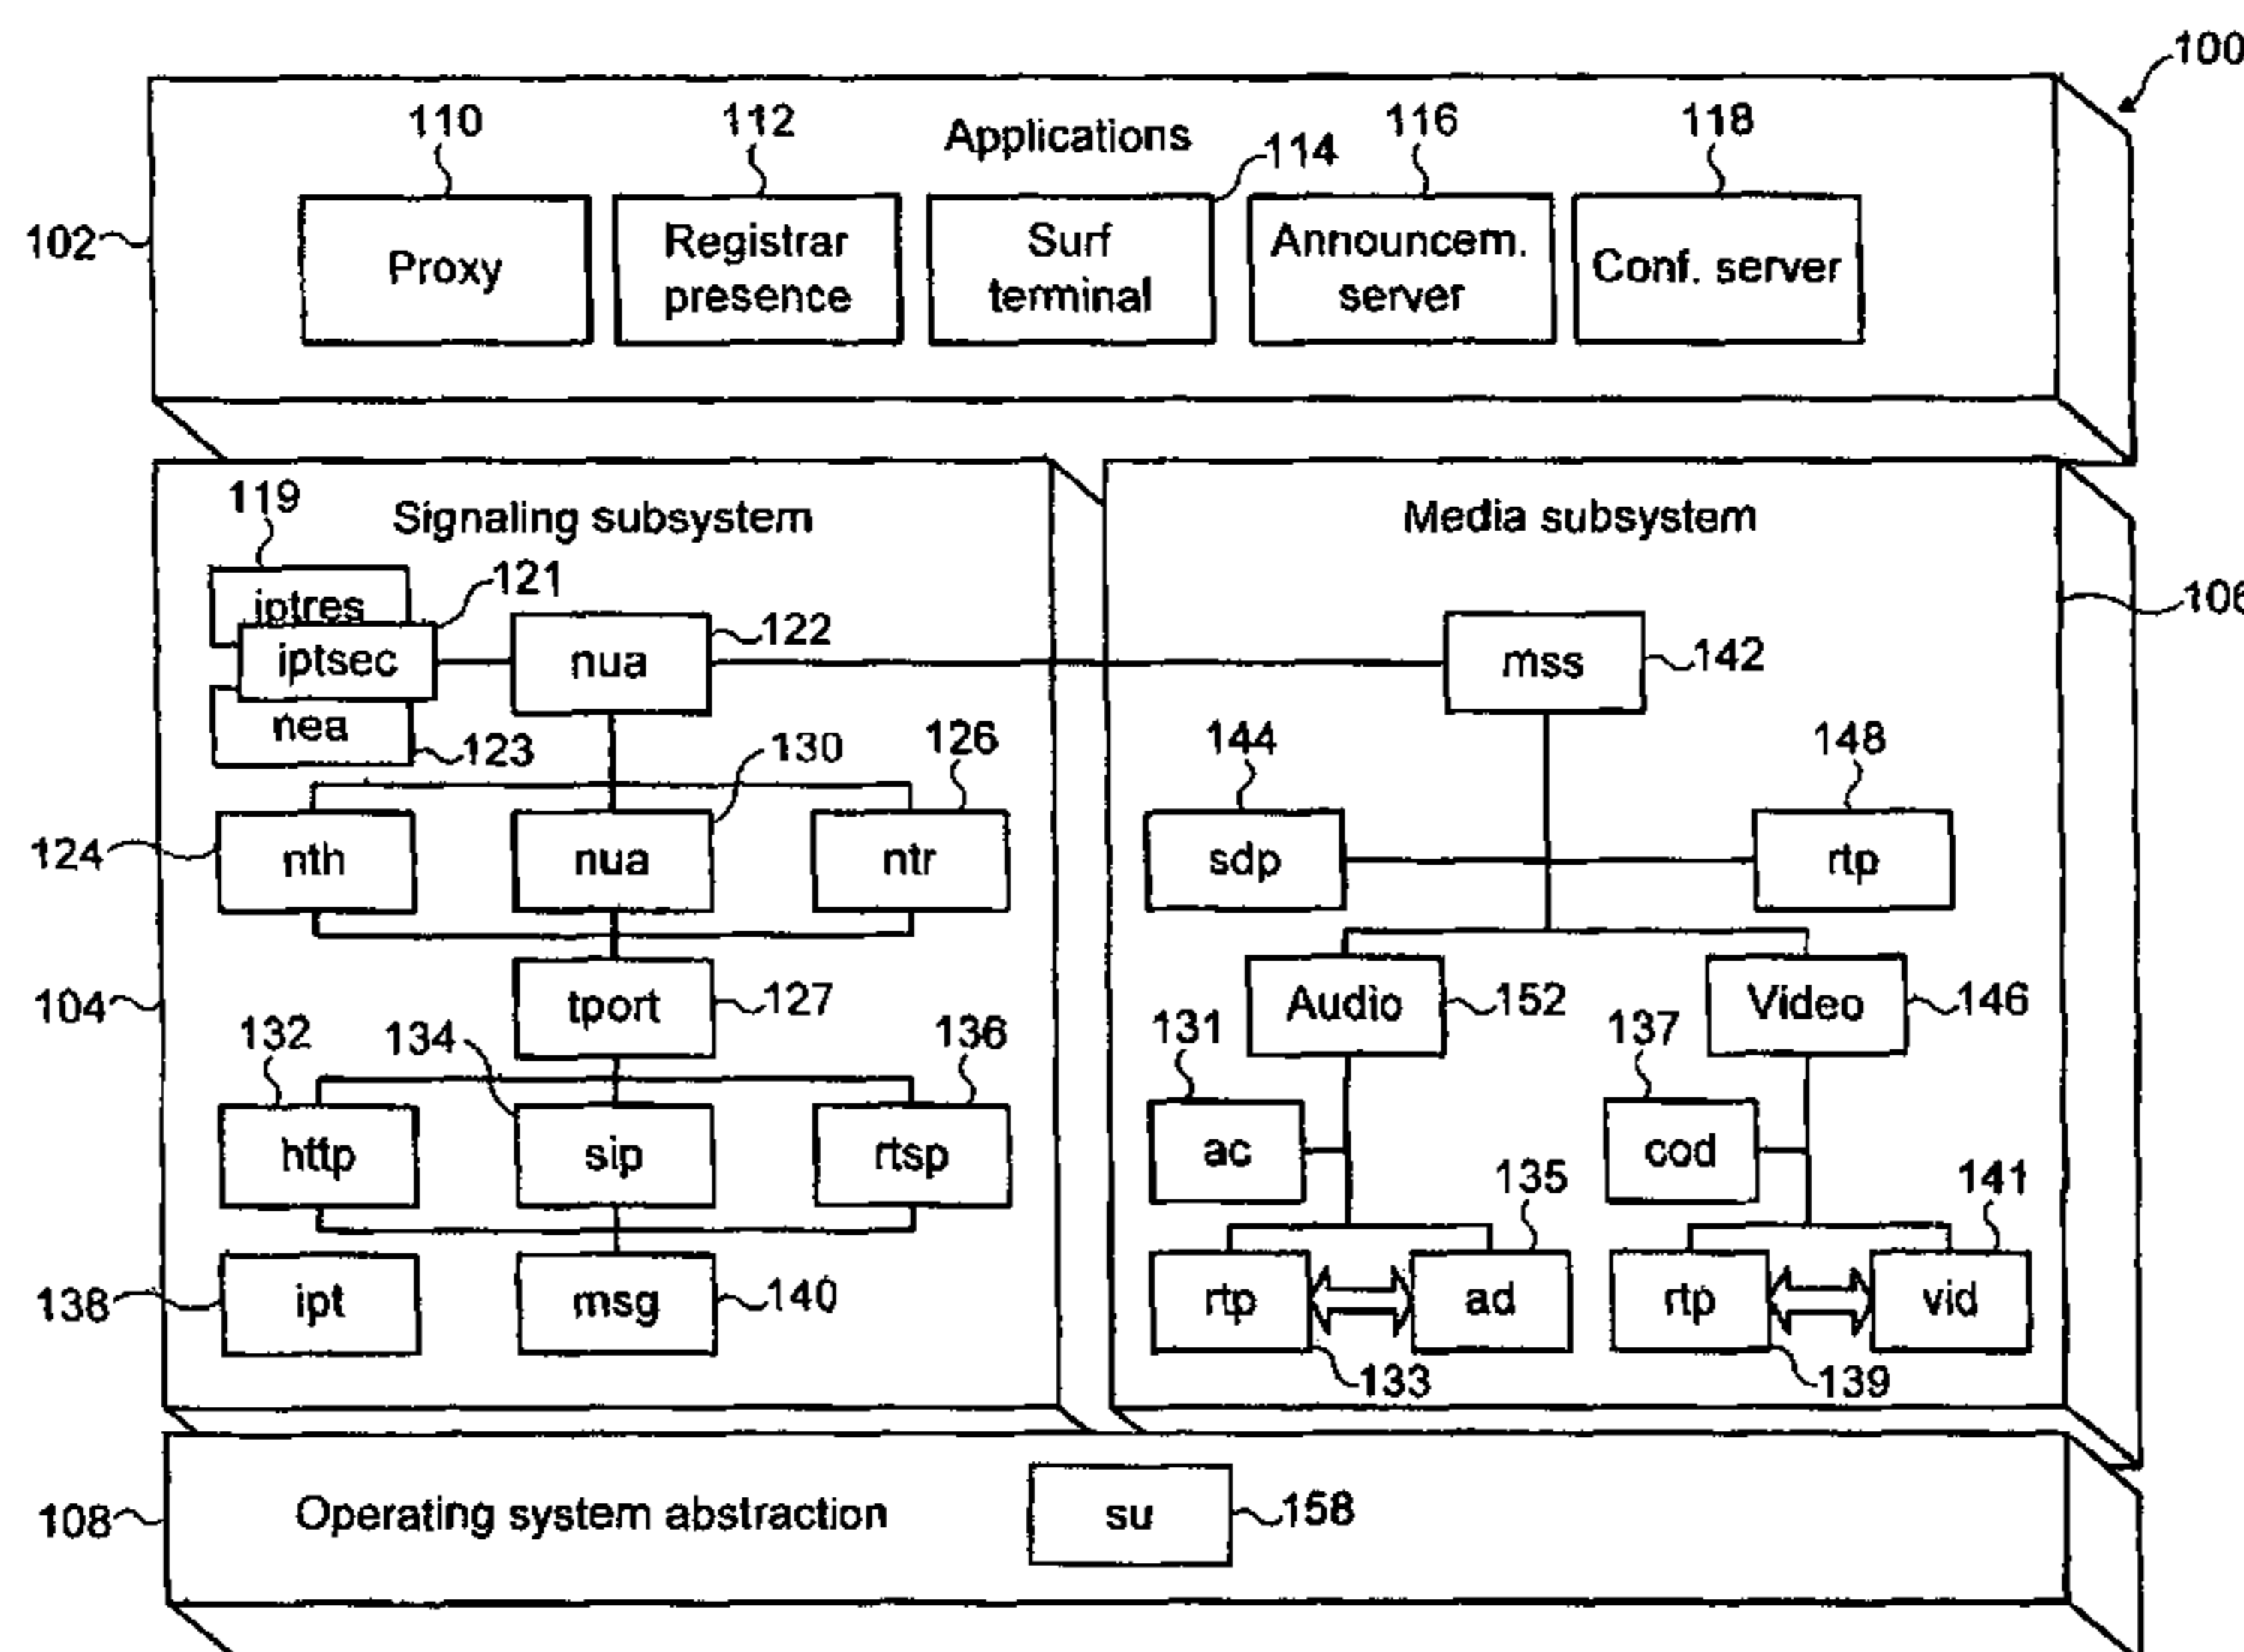 100
110
112
Applications
116
118
114
102
Proxy
Registrar
presence
Surf
terminal
Announcem.
server
Conf. server
119
Signaling subsystem
121
iptres
iptsec
nea
123
nua
122
130
126
124
nth
nua
ntr
104
tport
127
132
134
136
http
sip
rtsp
138
ipt
msg
140
Media subsystem
106
mss
142
144
148
sdp
rtp
Audio
152
Video
146
131
137
ac
cod
135
141
rtp
ad
rtp
vid
133
139
108
Operating system abstraction
su
158